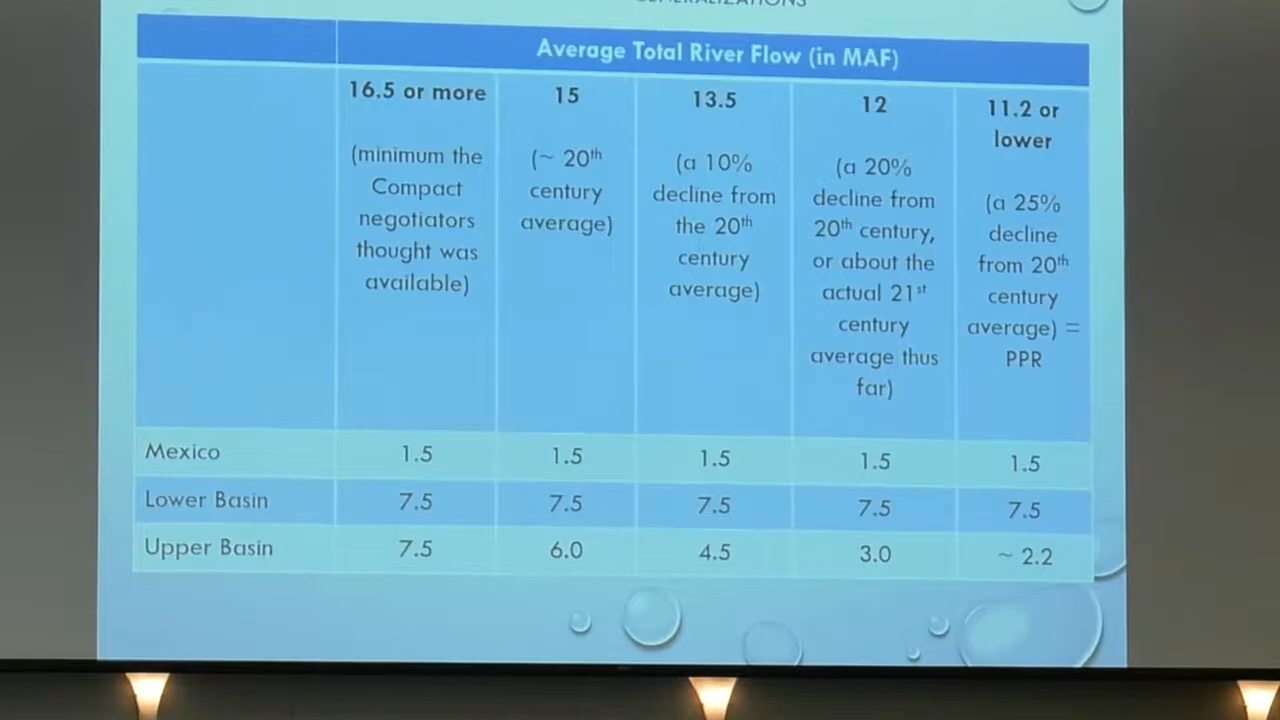 GENERALIZATIONS
Average Total River Flow (in MAF)
16.5 or more
(minimum the
Compact
negotiators
thought was
available)
15
(~ 20th
century
average)
13.5
(a 10%
decline from
the 20th
century
average)
12
(a 20%
decline from
20th century,
or about the
actual 21st
century
average thus
far)
11.2 or
lower
(a 25%
decline
from 20th
century
average) =
PPR
Mexico 1.5 1.5 1.5 1.5 1.5
Lower Basin 7.5 7.5 7.5 7.5 7.5
Upper Basin 7.5 6.0 4.5 3.0 ~ 2.2